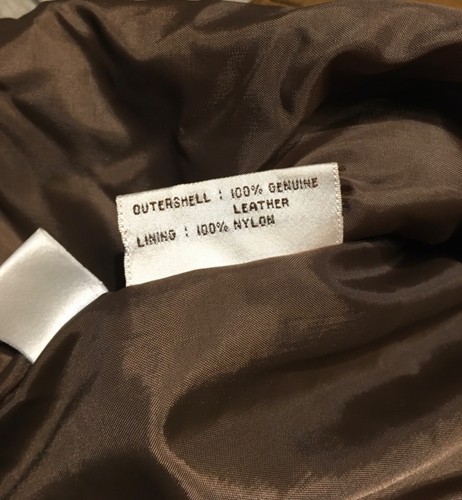 OUTERSHELL : 100% GENUINE
LEATHER
LINING : 100% NYLON